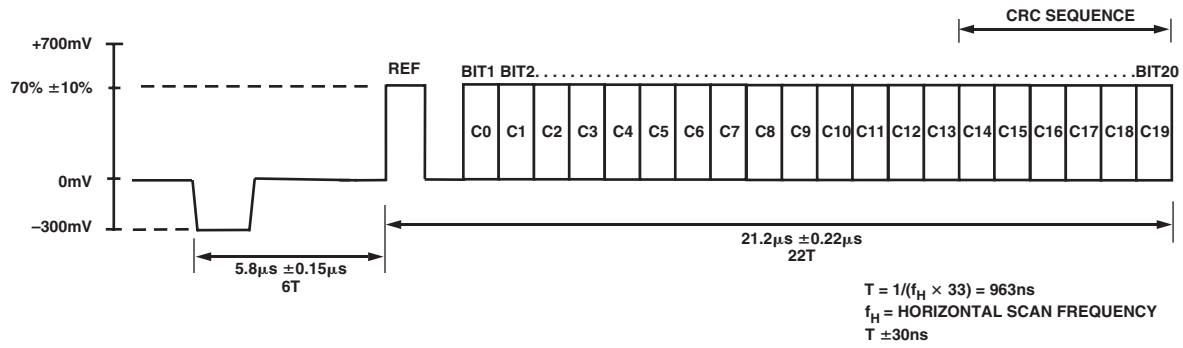 CRC SEQUENCE
+700mV
REF
BIT1 BIT2. . . . . . . . . . . . . . . . . . . . . . . . . . . . . . . . . . . . . . . . . . . . . . . . . . . . . . . . . . . . . . . . . . . . . . .BIT20
70% ±10%
C0 C1 C2 C3 C4 C5 C6 C7 C8 C9 C10 C11 C12 C13 C14 C15 C16 C17 C18 C19
0mV
–300mV
21.2μs ±0.22μs
22T
5.8μs ±0.15μs
6T
T = 1/(fH × 33) = 963ns
fH = HORIZONTAL SCAN FREQUENCY
T ±30ns